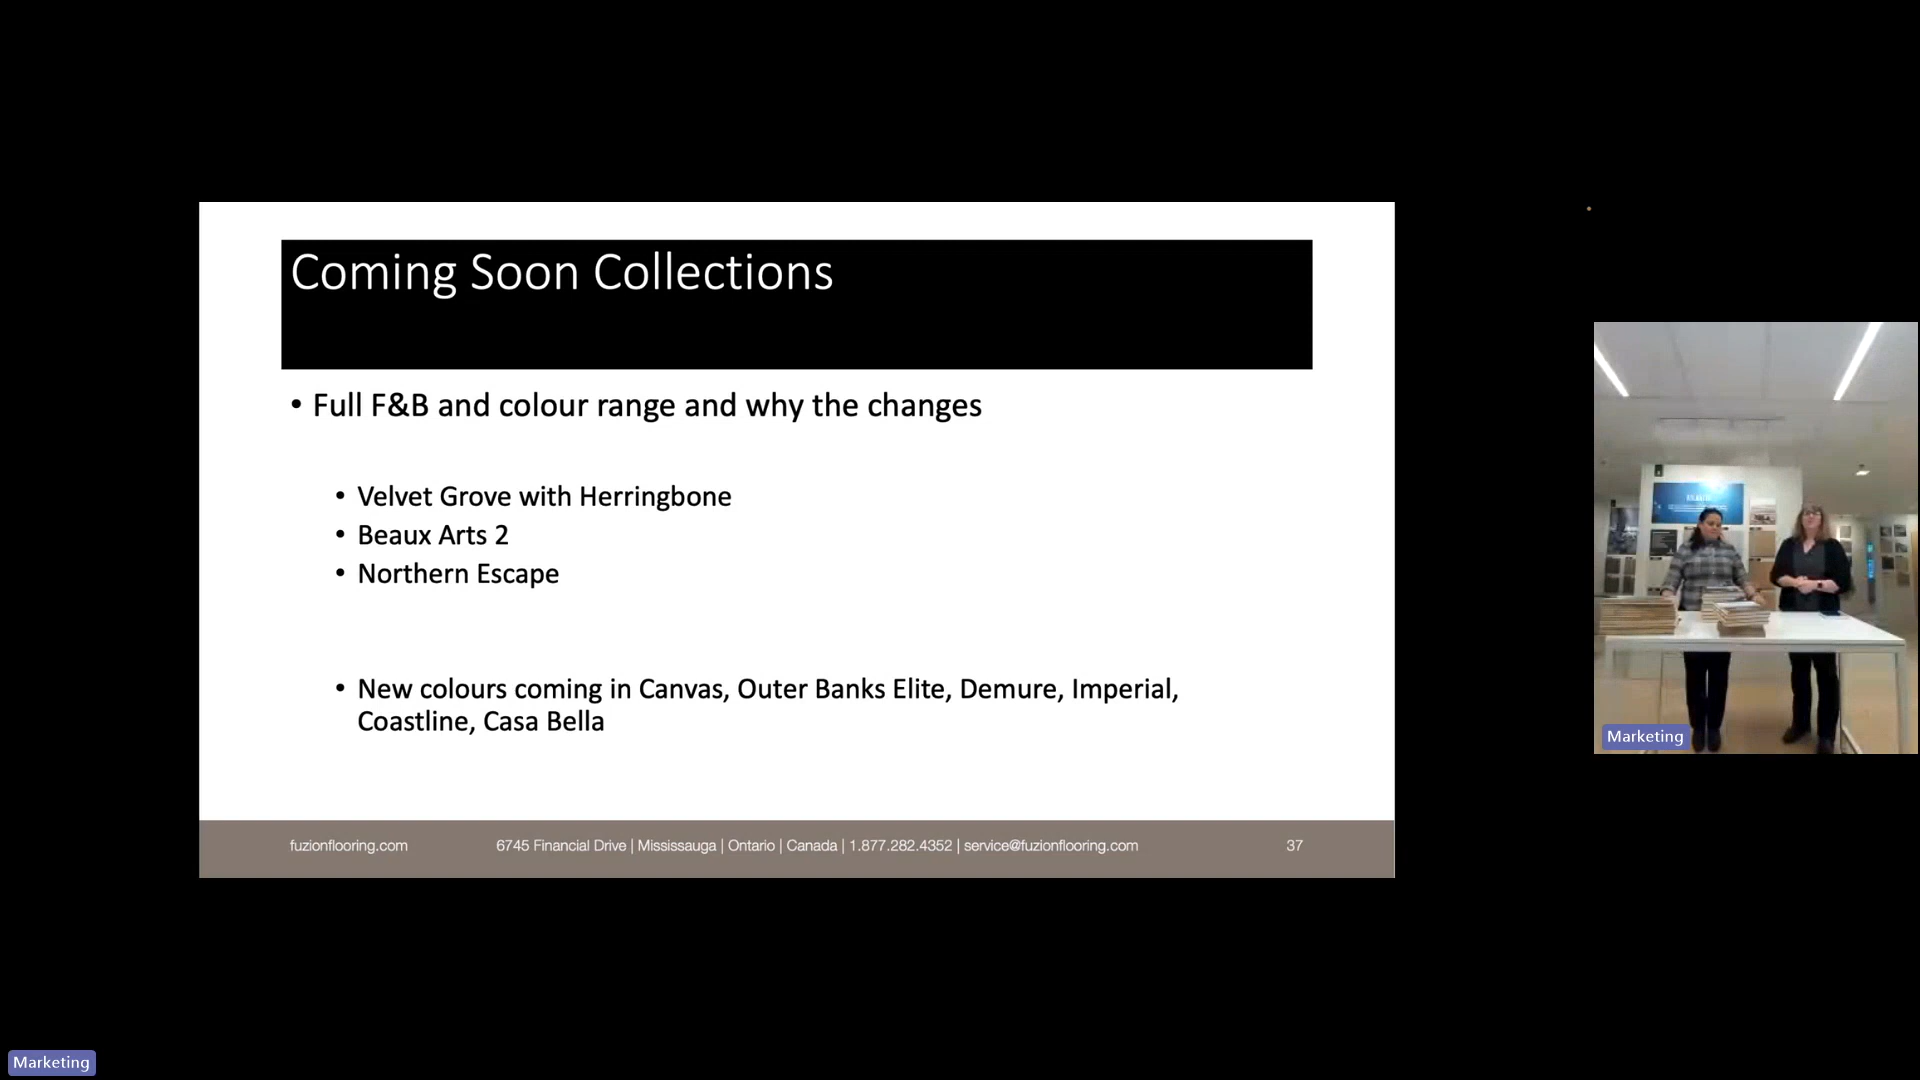 Coming Soon Collections
• Full F&B and colour range and why the changes
• Velvet Grove with Herringbone
• Beaux Arts 2
• Northern Escape
• New colours coming in Canvas, Outer Banks Elite, Demure, Imperial,
Coastline, Casa Bella
fuzionflooring.com 6745 Financial Drive | Mississauga | Ontario | Canada | 1.877.282.4352 | service@fuzionflooring.com 37
Marketing
Marketing